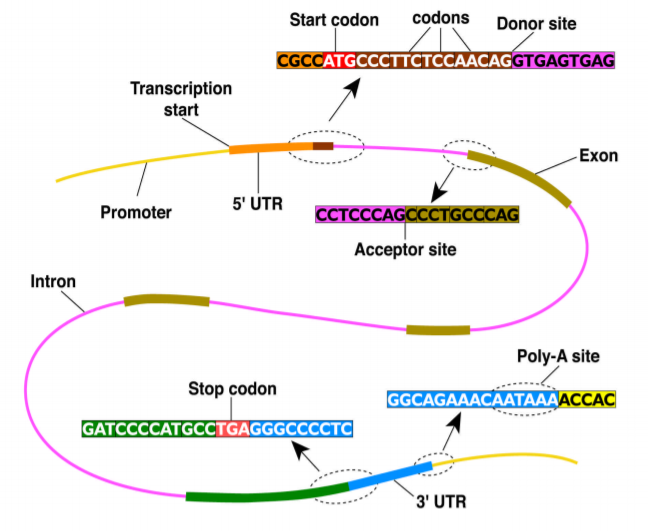 Start codon
codons
Donor site
CGCCATGCCCTTCTCCAACAGGTGAGTGAG
Transcription
start
Promoter
5' UTR
Exon
CCTCCCAGCCCTGCCCAG
Acceptor site
Intron
Poly-A site
GGCAGAAACAATAAAACCAC
Stop codon
GATCCCCATGCCTGAGGGCCCCTC
3' UTR